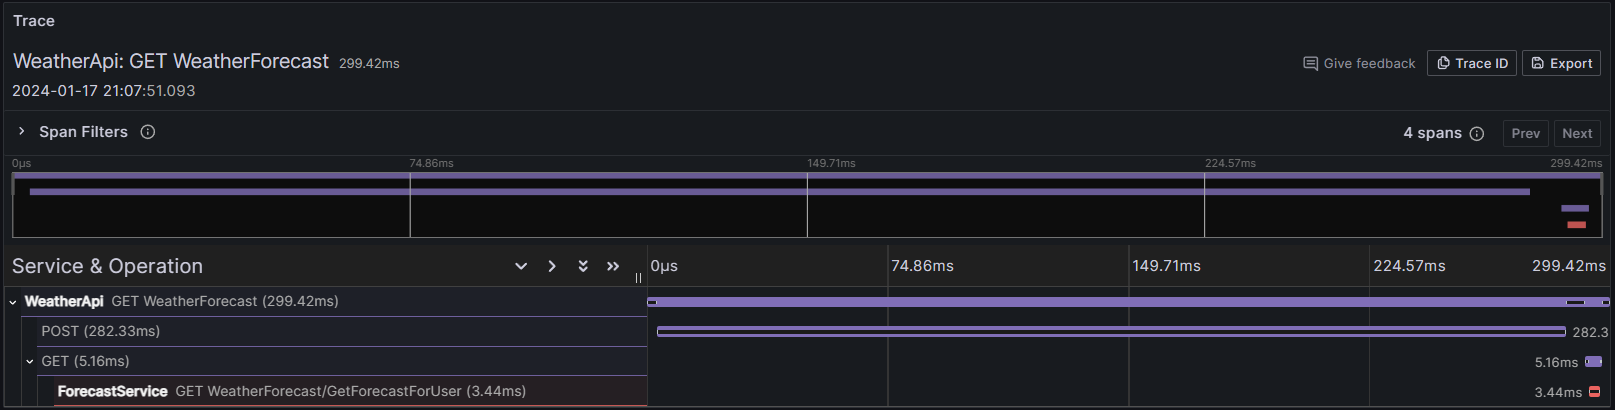 Trace
WeatherApi: GET WeatherForecast 299.42ms
Give feedback Trace ID Export
2024-01-17 21:07:51.093
Span Filters
4 spans Prev Next
0µs 74.86ms 149.71ms 224.57ms 299.42ms
Service & Operation 0µs 74.86ms 149.71ms 224.57ms 299.42ms
WeatherApi GET WeatherForecast (299.42ms)
POST (282.33ms) 282.3
GET (5.16ms) 5.16ms
ForecastService GET WeatherForecast/GetForecastForUser (3.44ms) 3.44ms